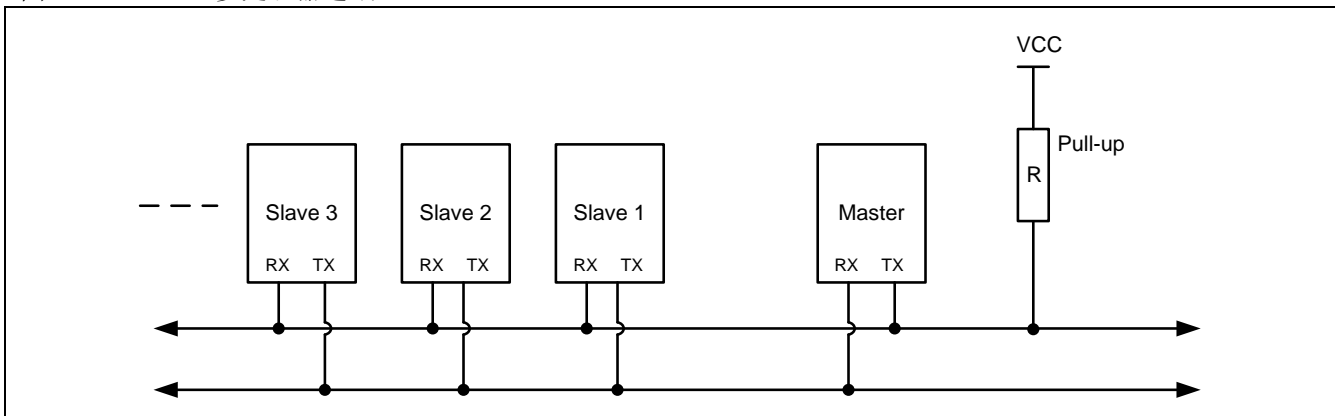 VCC
Pull-up
R
Slave 3
Slave 2
Slave 1
Master
RX TX
RX TX
RX TX
RX TX